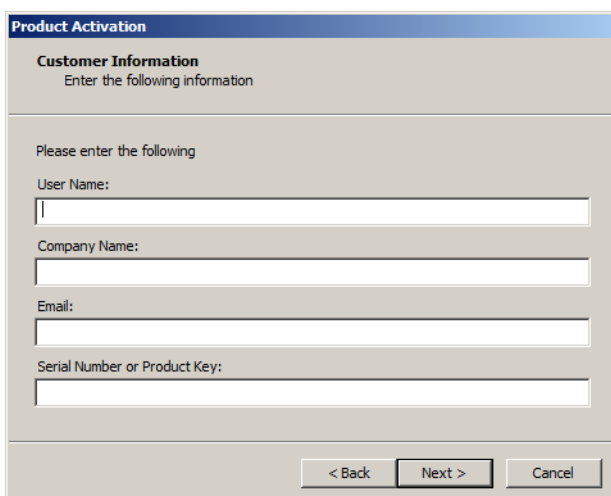 Product Activation
Customer Information
Enter the following information
Please enter the following
User Name:
Company Name:
Email:
Serial Number or Product Key:
< Back Next > Cancel